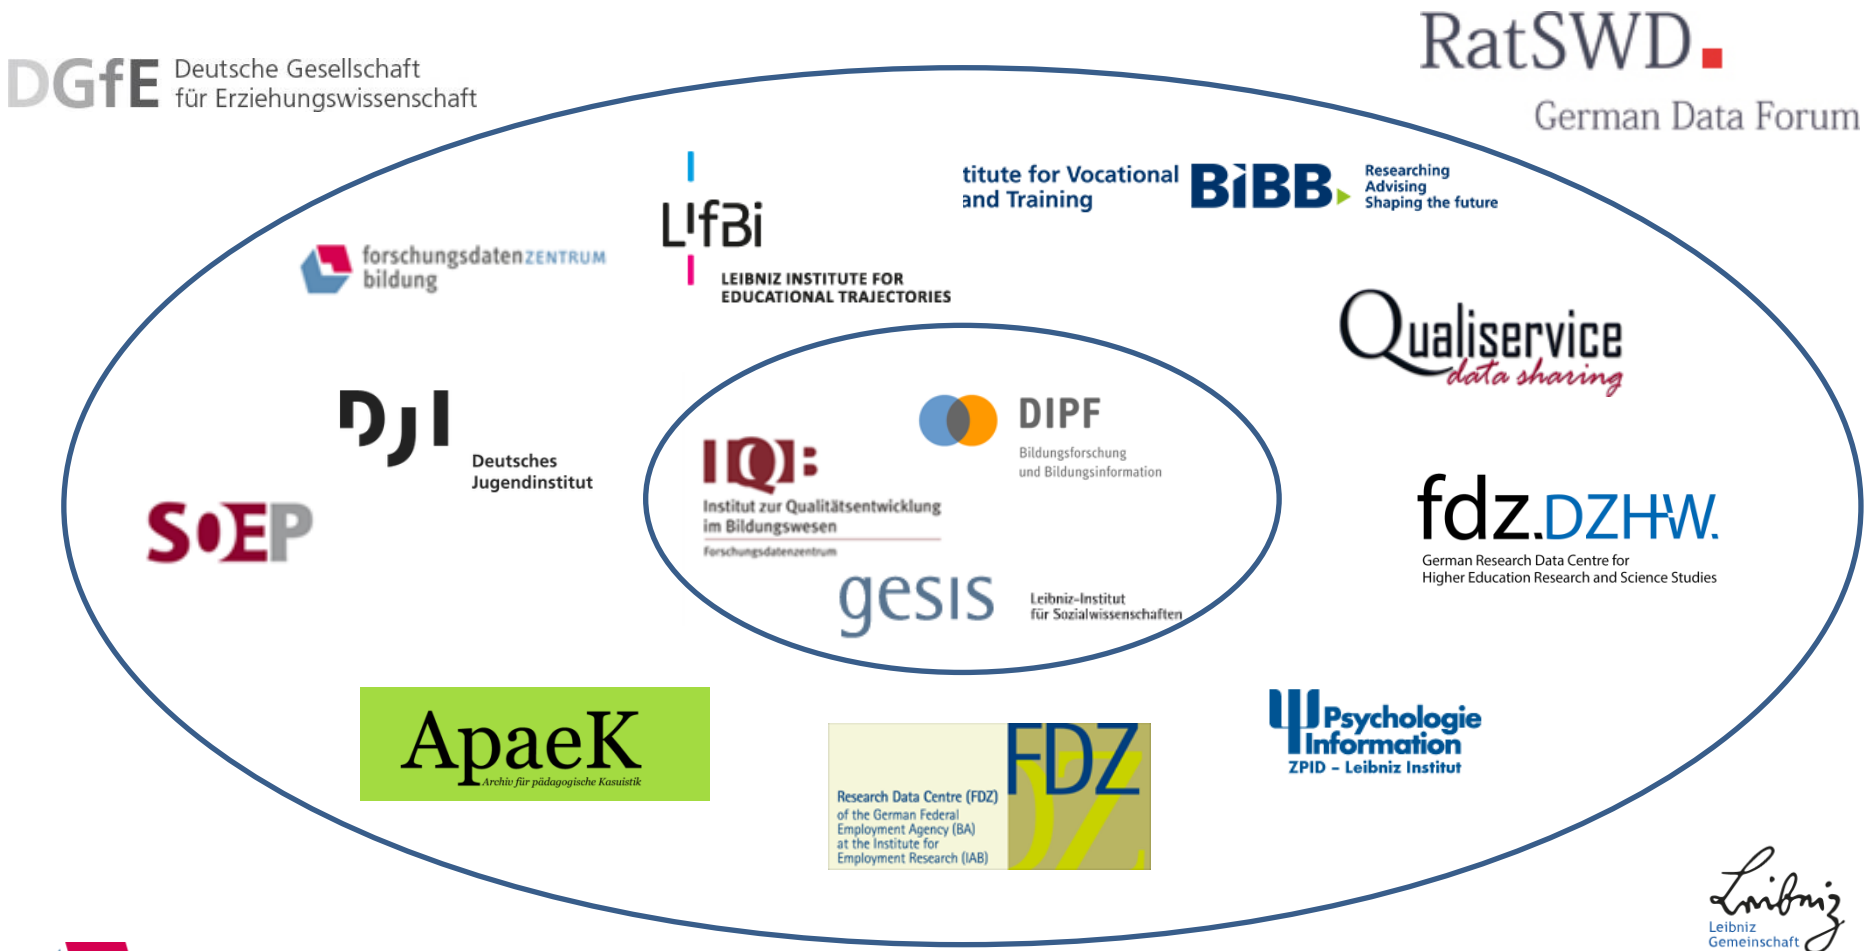 DGfE Deutsche Gesellschaft
für Erziehungswissenschaft
RatSWD
German Data Forum
LIfBi
LEIBNIZ INSTITUTE FOR
EDUCATIONAL TRAJECTORIES
titute for Vocational
and Training
BiBB
Researching
Advising
Shaping the future
forschungsdatenZENTRUM
bildung
Qualiservice
data sharing
DJI
Deutsches
Jugendinstitut
DIPF
Bildungsforschung
und Bildungsinformation
IQB
Institut zur Qualitätsentwicklung
im Bildungswesen
Forschungsdatenzentrum
SOEP
fdz.DZHW.
German Research Data Centre for
Higher Education Research and Science Studies
gesis
Leibniz-Institut
für Sozialwissenschaften
ApaeK
Archiv für pädagogische Kasuistik
FDZ
Research Data Centre (FDZ)
of the German Federal
Employment Agency (BA)
at the Institute for
Employment Research (IAB)
Psychologie
Information
ZPID – Leibniz Institut
Leibniz
Leibniz
Gemeinschaft